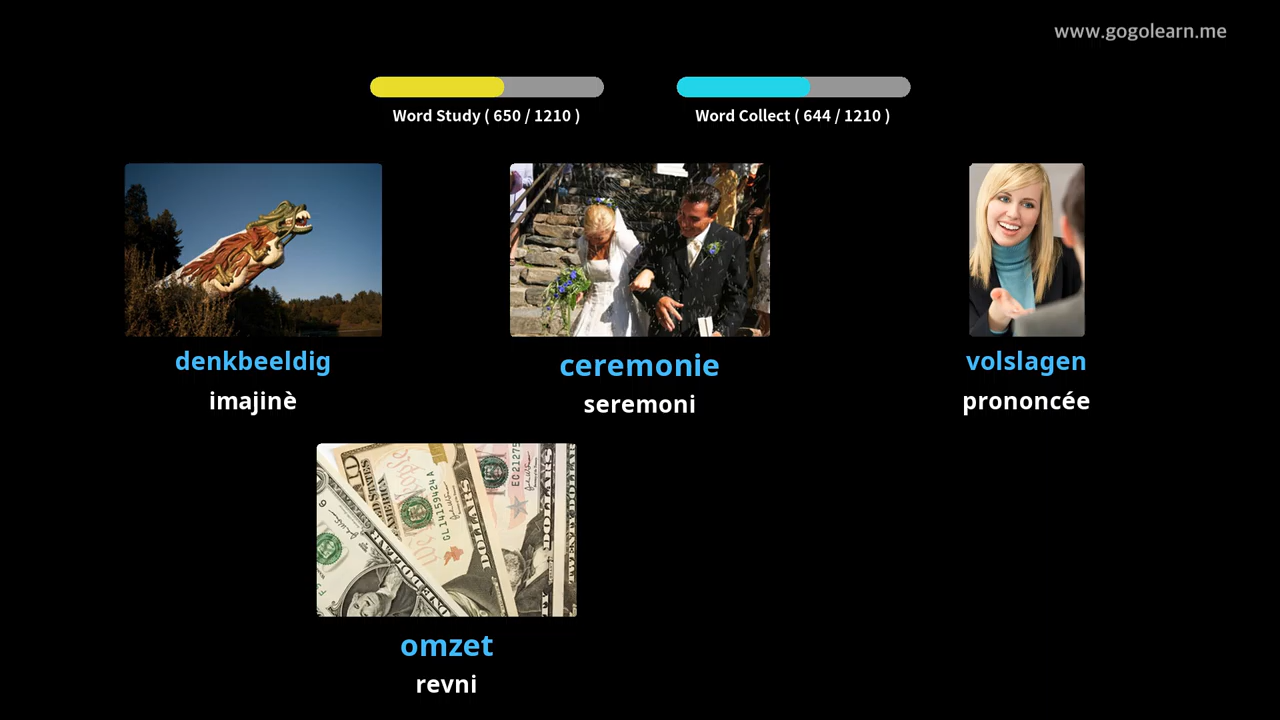 www.gogolearn.me
Word Study ( 650 / 1210 )
Word Collect ( 644 / 1210 )
denkbeeldig
imajinè
ceremonie
seremoni
volslagen
prononcée
omzet
revni